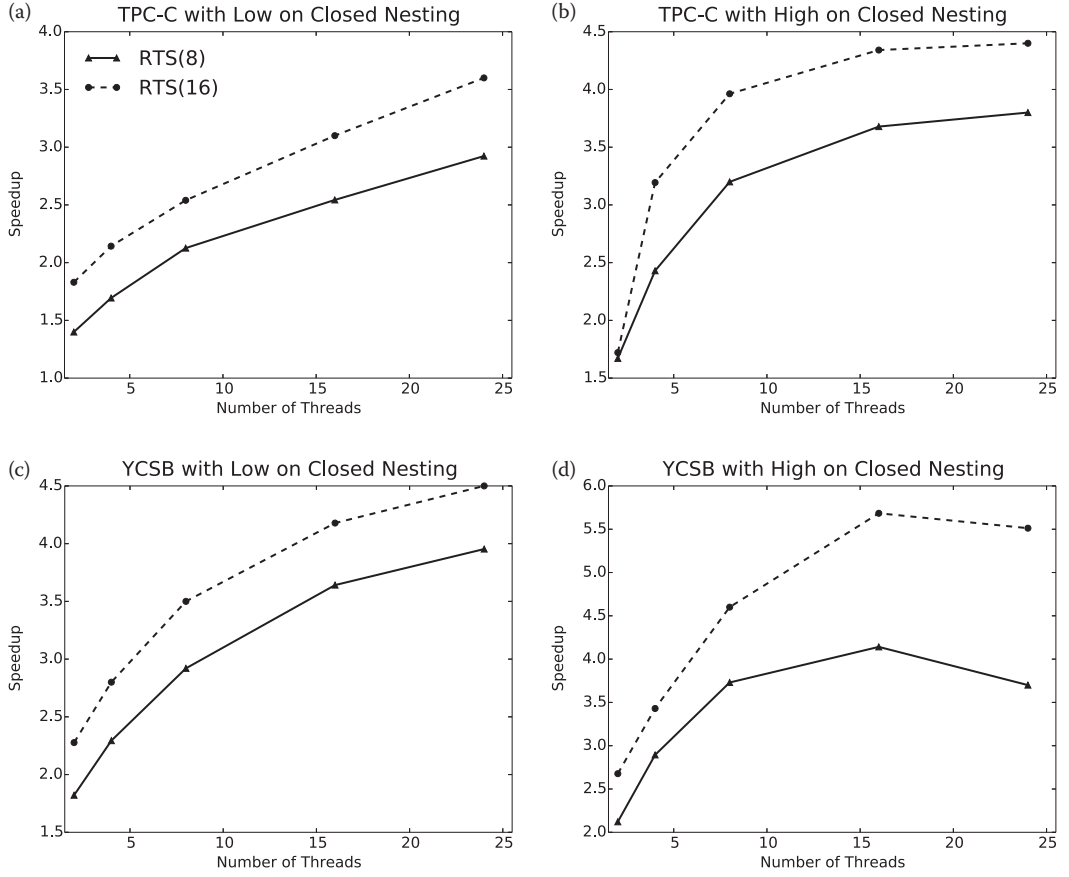 (a)
TPC-C with Low on Closed Nesting
4.0
3.5
3.0
2.5
2.0
1.5
1.0
Speedup
RTS(8)
RTS(16)
5 10 15 20 25
Number of Threads
(b)
TPC-C with High on Closed Nesting
4.5
4.0
3.5
3.0
2.5
2.0
1.5
Speedup
5 10 15 20 25
Number of Threads
(c)
YCSB with Low on Closed Nesting
4.5
4.0
3.5
3.0
2.5
2.0
1.5
Speedup
5 10 15 20 25
Number of Threads
(d)
YCSB with High on Closed Nesting
6.0
5.5
5.0
4.5
4.0
3.5
3.0
2.5
2.0
Speedup
5 10 15 20 25
Number of Threads